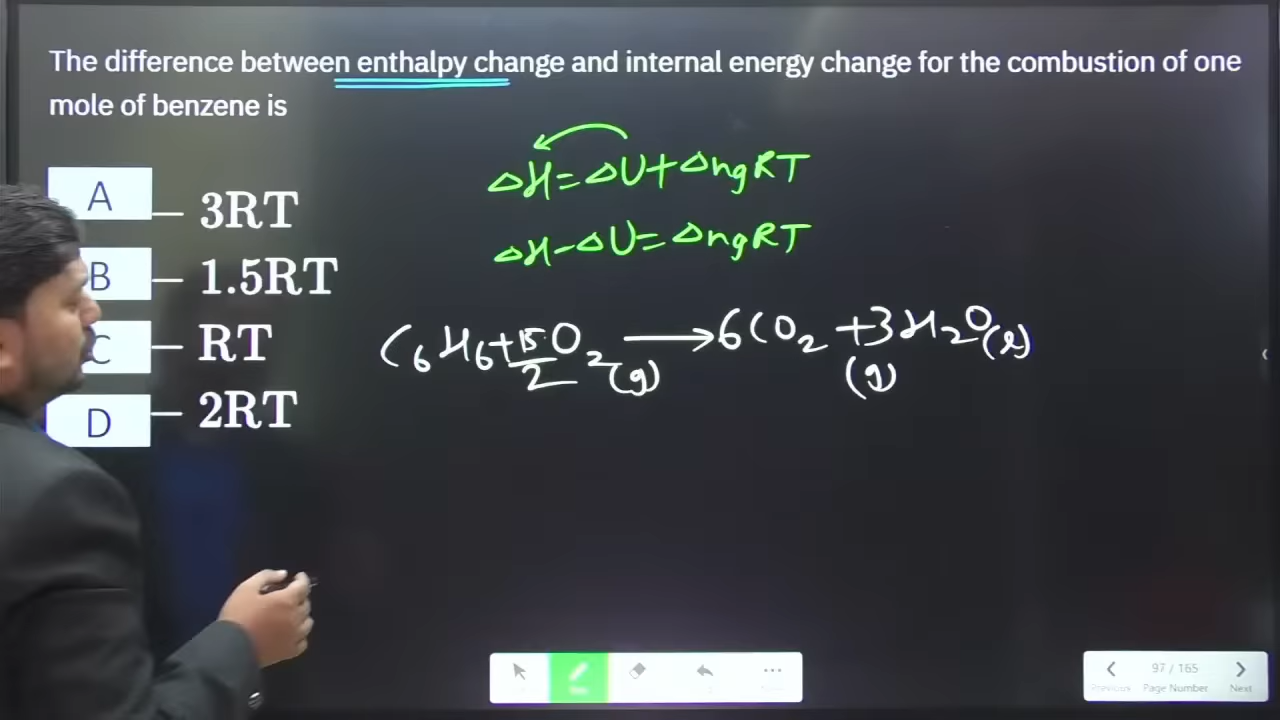 The difference between enthalpy change and internal energy change for the combustion of one
mole of benzene is
A – 3RT
B – 1.5RT
C – RT
D – 2RT
ΔH=ΔU+ΔngRT
ΔH-ΔU=ΔngRT
C6H6+15/2O2(g) ⟶ 6CO2(g)+3H2O(l)
Previous
97 / 165
Page Number
Next